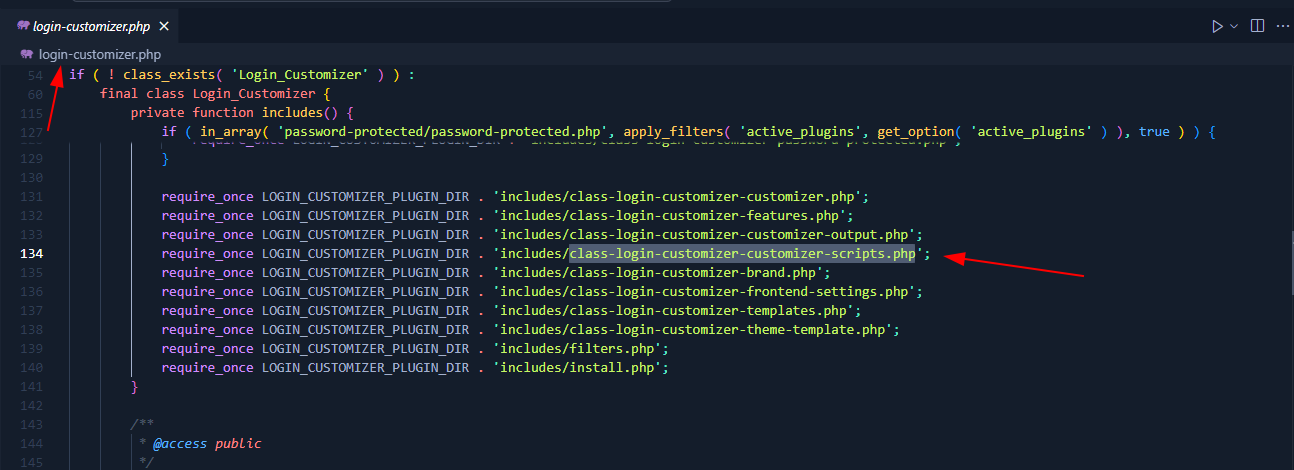 login-customizer.php
login-customizer.php
54 if ( ! class_exists( 'Login_Customizer' ) ) :
60 final class Login_Customizer {
115 private function includes() {
127 if ( in_array( 'password-protected/password-protected.php', apply_filters( 'active_plugins', get_option( 'active_plugins' ) ), true ) ) {
129 }
130
131 require_once LOGIN_CUSTOMIZER_PLUGIN_DIR . 'includes/class-login-customizer-customizer.php';
132 require_once LOGIN_CUSTOMIZER_PLUGIN_DIR . 'includes/class-login-customizer-features.php';
133 require_once LOGIN_CUSTOMIZER_PLUGIN_DIR . 'includes/class-login-customizer-customizer-output.php';
134 require_once LOGIN_CUSTOMIZER_PLUGIN_DIR . 'includes/class-login-customizer-customizer-scripts.php';
135 require_once LOGIN_CUSTOMIZER_PLUGIN_DIR . 'includes/class-login-customizer-brand.php';
136 require_once LOGIN_CUSTOMIZER_PLUGIN_DIR . 'includes/class-login-customizer-frontend-settings.php';
137 require_once LOGIN_CUSTOMIZER_PLUGIN_DIR . 'includes/class-login-customizer-templates.php';
138 require_once LOGIN_CUSTOMIZER_PLUGIN_DIR . 'includes/class-login-customizer-theme-template.php';
139 require_once LOGIN_CUSTOMIZER_PLUGIN_DIR . 'includes/filters.php';
140 require_once LOGIN_CUSTOMIZER_PLUGIN_DIR . 'includes/install.php';
141 }
142
143 /**
144 * @access public
145 */